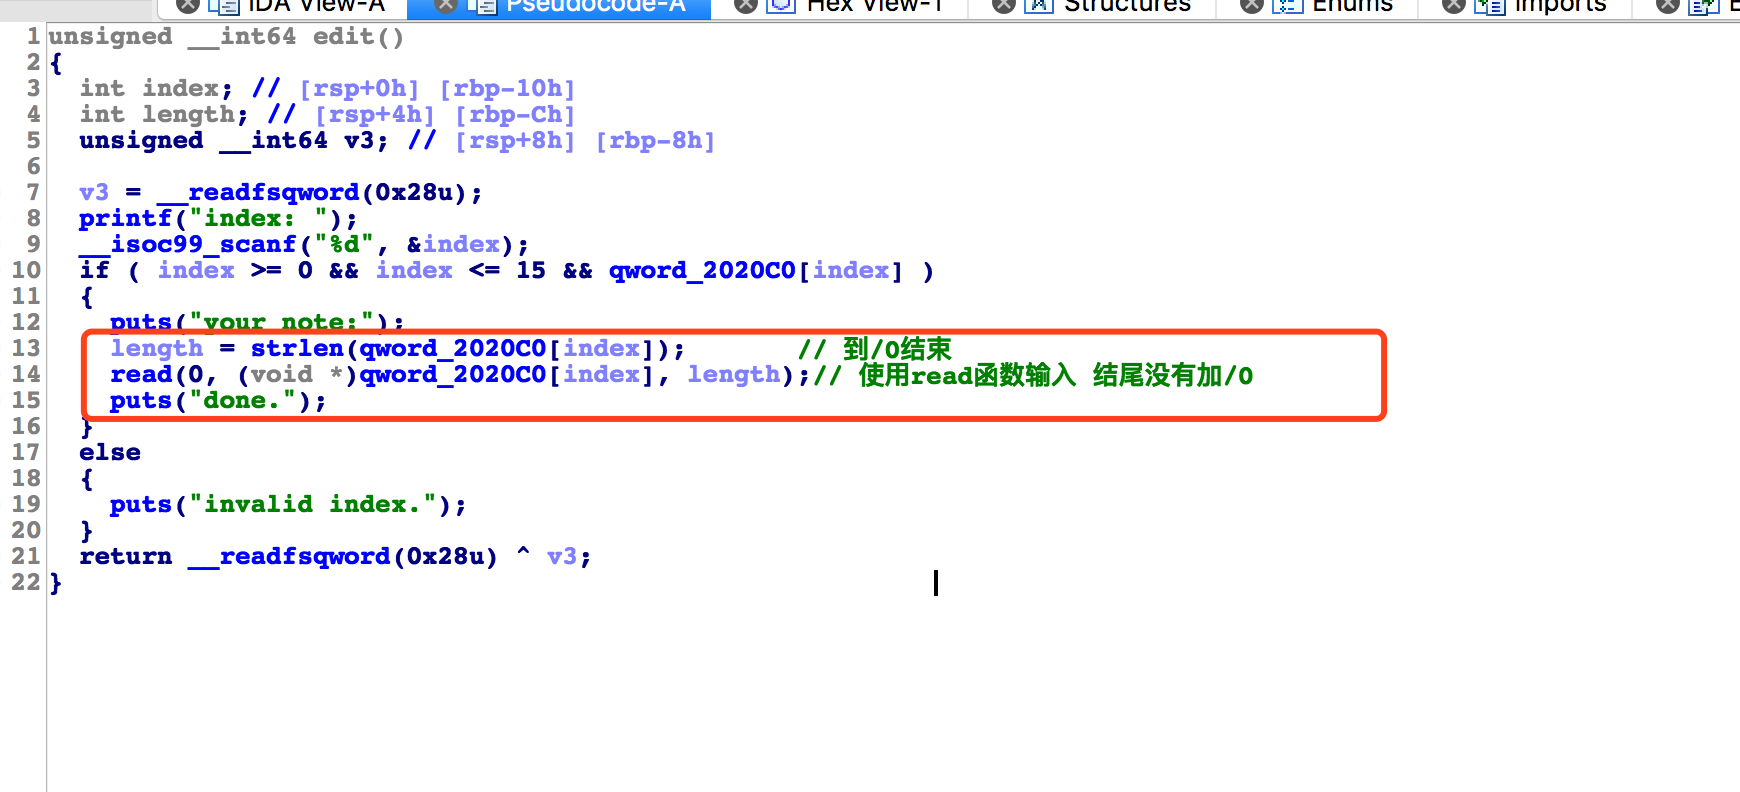 IDA View-A Pseudocode-A Hex View-1 Structures Enums Imports
1 unsigned __int64 edit()
2 {
3 int index; // [rsp+0h] [rbp-10h]
4 int length; // [rsp+4h] [rbp-Ch]
5 unsigned __int64 v3; // [rsp+8h] [rbp-8h]
6
7 v3 = __readfsqword(0x28u);
8 printf("index: ");
9 __isoc99_scanf("%d", &index);
10 if ( index >= 0 && index <= 15 && qword_2020C0[index] )
11 {
12 puts("your note:");
13 length = strlen(qword_2020C0[index]); // 到/0结束
14 read(0, (void *)qword_2020C0[index], length);// 使用read函数输入 结尾没有加/0
15 puts("done.");
16 }
17 else
18 {
19 puts("invalid index.");
20 }
21 return __readfsqword(0x28u) ^ v3;
22 }